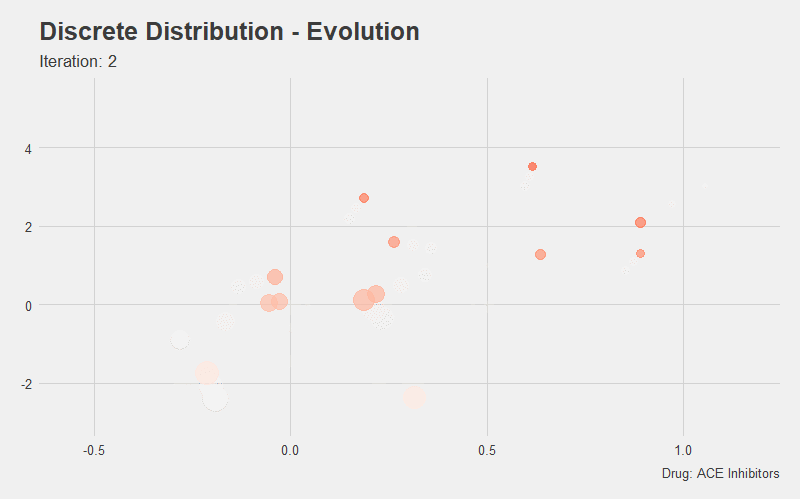 Discrete Distribution - Evolution
Iteration: 2
4
2
0
-2
-0.5 0.0 0.5 1.0
Drug: ACE Inhibitors